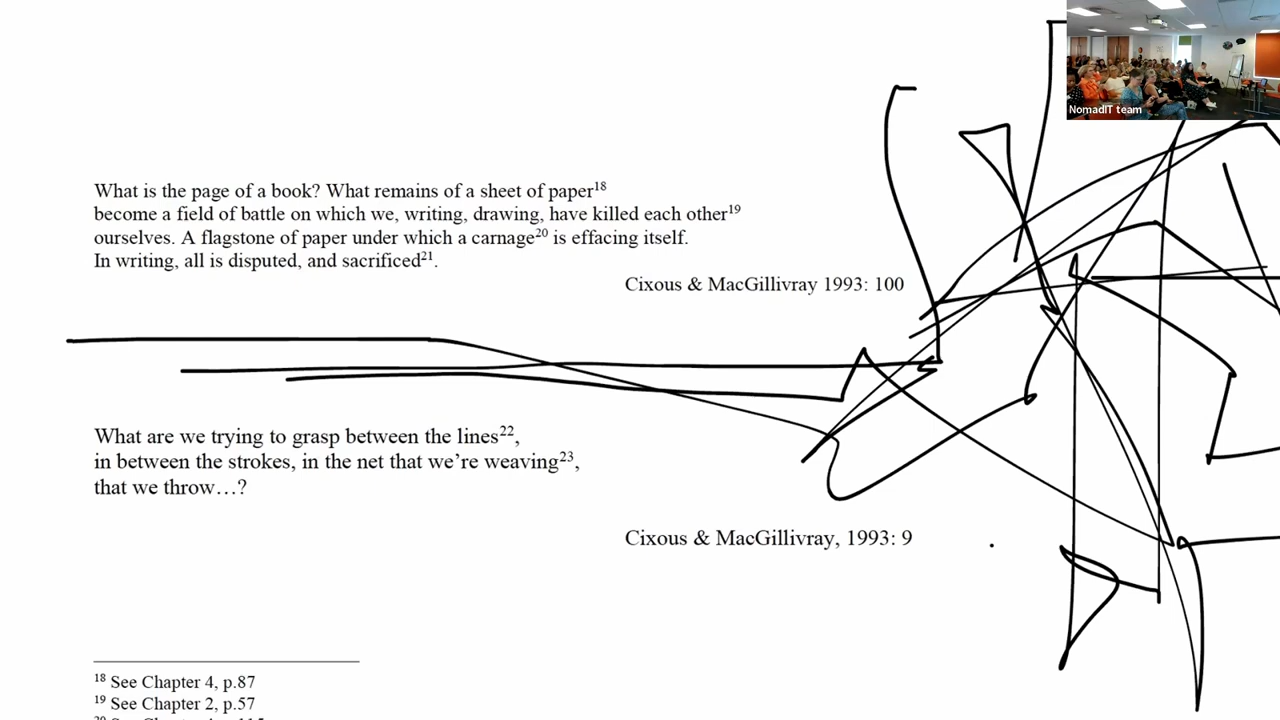 NomadIT team
What is the page of a book? What remains of a sheet of paper18
become a field of battle on which we, writing, drawing, have killed each other19
ourselves. A flagstone of paper under which a carnage20 is effacing itself.
In writing, all is disputed, and sacrificed21.
Cixous & MacGillivray 1993: 100
What are we trying to grasp between the lines22,
in between the strokes, in the net that we’re weaving23,
that we throw…?
Cixous & MacGillivray, 1993: 9
18 See Chapter 4, p.87
19 See Chapter 2, p.57